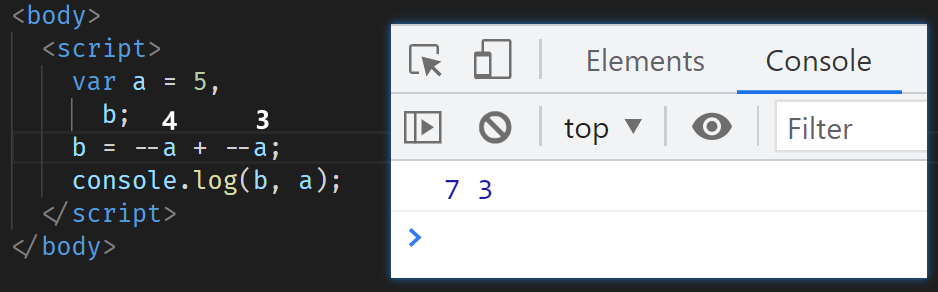 <body>
<script>
var a = 5,
b;
4 3
b = --a + --a;
console.log(b, a);
</script>
</body>
Elements Console
top Filter
7 3
>